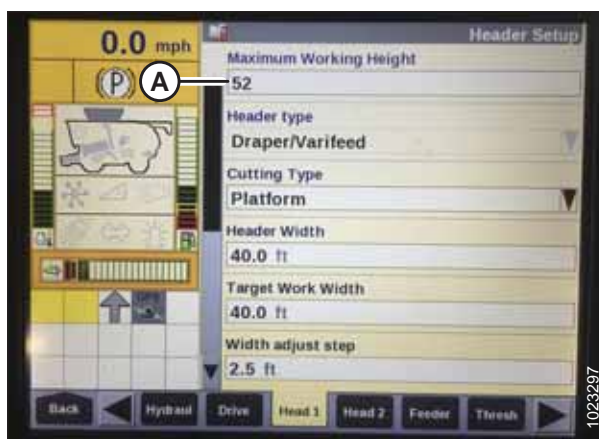 0.0 mph
(P)
A
Header Setup
Maximum Working Height
52
Header type
Draper/Varifeed
Cutting Type
Platform
Header Width
40.0 ft
Target Work Width
40.0 ft
Width adjust step
2.5 ft
Back
Hydraul
Drive
Head 1
Head 2
Feeder
Thresh
1023297